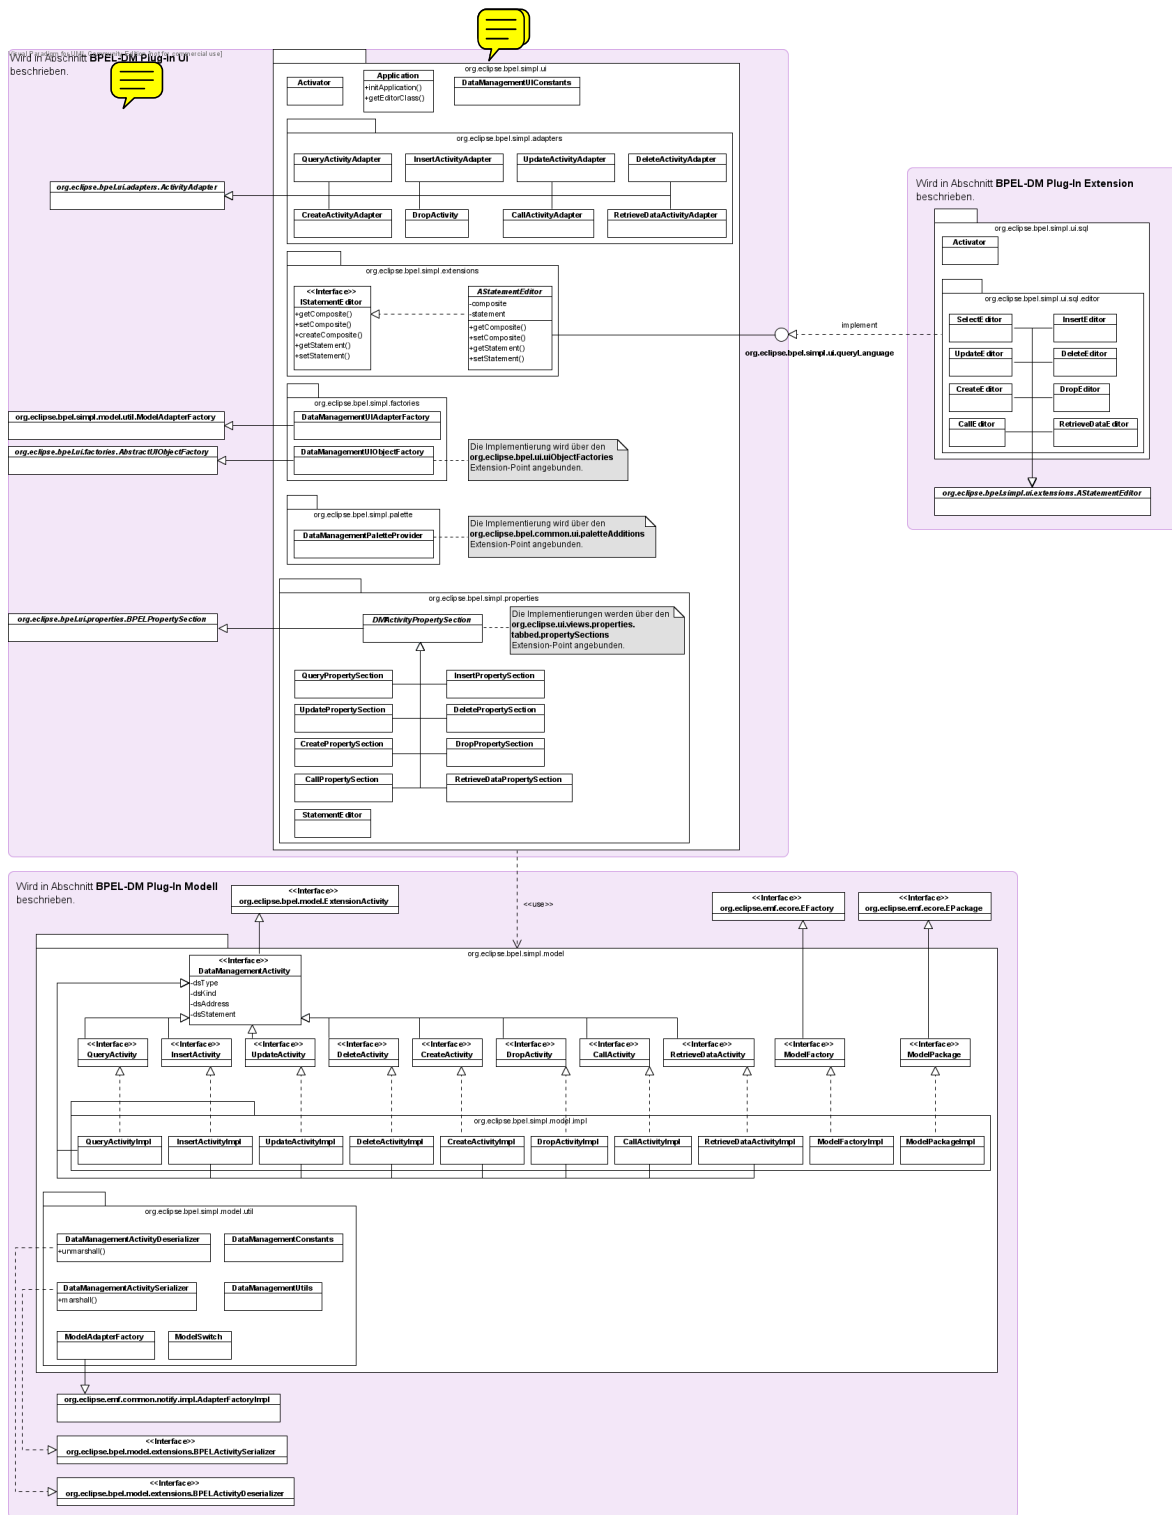 Wird in Abschnitt BPEL-DM Plug-In UI
beschrieben.
org.eclipse.bpel.simpl.ui
Activator
Application
+initApplication()
+getEditorClass()
DataManagementUIConstants
org.eclipse.bpel.simpl.adapters
QueryActivityAdapter
InsertActivityAdapter
UpdateActivityAdapter
DeleteActivityAdapter
org.eclipse.bpel.ui.adapters.ActivityAdapter
CreateActivityAdapter
DropActivity
CallActivityAdapter
RetrieveDataActivityAdapter
org.eclipse.bpel.simpl.extensions
<<Interface>>
IStatementEditor
+getComposite()
+setComposite()
+createComposite()
+getStatement()
+setStatement()
AStatementEditor
-composite
-statement
+getComposite()
+setComposite()
+getStatement()
+setStatement()
org.eclipse.bpel.simpl.ui.queryLanguage
implement
Wird in Abschnitt BPEL-DM Plug-In Extension
beschrieben.
org.eclipse.bpel.simpl.ui.sql
Activator
org.eclipse.bpel.simpl.ui.sql.editor
SelectEditor
InsertEditor
UpdateEditor
DeleteEditor
CreateEditor
DropEditor
CallEditor
RetrieveDataEditor
org.eclipse.bpel.simpl.ui.extensions.AStatementEditor
org.eclipse.bpel.simpl.factories
org.eclipse.bpel.simpl.model.util.ModelAdapterFactory
DataManagementUIAdapterFactory
org.eclipse.bpel.ui.factories.AbstractUIObjectFactory
DataManagementUIObjectFactory
Die Implementierung wird über den
org.eclipse.bpel.ui.uiObjectFactories
Extension-Point angebunden.
org.eclipse.bpel.simpl.palette
DataManagementPaletteProvider
Die Implementierung wird über den
org.eclipse.bpel.common.ui.paletteAdditions
Extension-Point angebunden.
org.eclipse.bpel.simpl.properties
org.eclipse.bpel.ui.properties.BPELPropertySection
DMActivityPropertySection
Die Implementierungen werden über den
org.eclipse.ui.views.properties.
tabbed.propertySections
Extension-Point angebunden.
QueryPropertySection
InsertPropertySection
UpdatePropertySection
DeletePropertySection
CreatePropertySection
DropPropertySection
CallPropertySection
RetrieveDataPropertySection
StatementEditor
<<use>>
Wird in Abschnitt BPEL-DM Plug-In Modell
beschrieben.
<<Interface>>
org.eclipse.bpel.model.ExtensionActivity
<<Interface>>
org.eclipse.emf.ecore.EFactory
<<Interface>>
org.eclipse.emf.ecore.EPackage
org.eclipse.bpel.simpl.model
<<Interface>>
DataManagementActivity
-dsType
-dsKind
-dsAddress
-dsStatement
<<Interface>>
QueryActivity
<<Interface>>
InsertActivity
<<Interface>>
UpdateActivity
<<Interface>>
DeleteActivity
<<Interface>>
CreateActivity
<<Interface>>
DropActivity
<<Interface>>
CallActivity
<<Interface>>
RetrieveDataActivity
<<Interface>>
ModelFactory
<<Interface>>
ModelPackage
org.eclipse.bpel.simpl.model.impl
QueryActivityImpl
InsertActivityImpl
UpdateActivityImpl
DeleteActivityImpl
CreateActivityImpl
DropActivityImpl
CallActivityImpl
RetrieveDataActivityImpl
ModelFactoryImpl
ModelPackageImpl
org.eclipse.bpel.simpl.model.util
DataManagementActivityDeserializer
+unmarshall()
DataManagementConstants
DataManagementActivitySerializer
+marshall()
DataManagementUtils
ModelAdapterFactory
ModelSwitch
org.eclipse.emf.common.notify.impl.AdapterFactoryImpl
<<Interface>>
org.eclipse.bpel.model.extensions.BPELActivitySerializer
<<Interface>>
org.eclipse.bpel.model.extensions.BPELActivityDeserializer